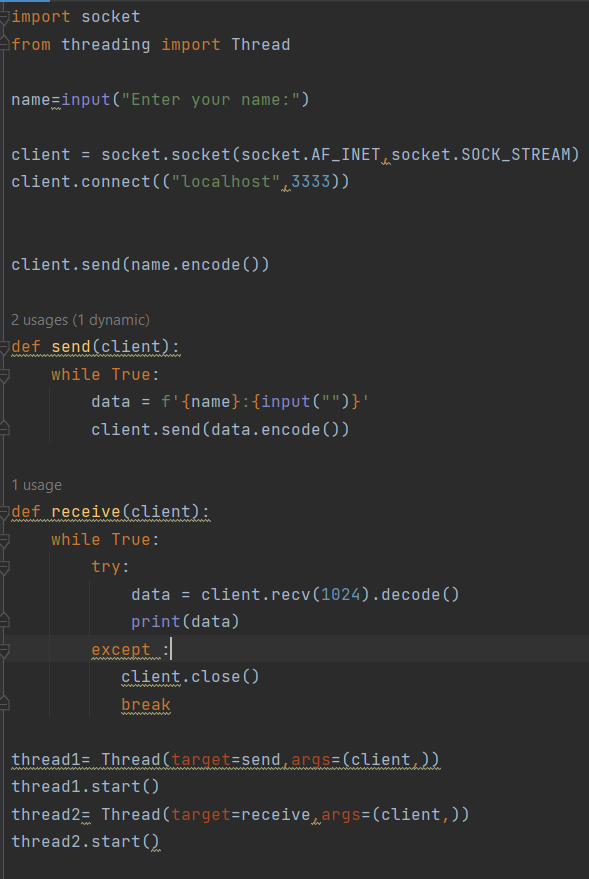 import socket
from threading import Thread
name=input("Enter your name:")
client = socket.socket(socket.AF_INET,socket.SOCK_STREAM)
client.connect(("localhost",3333))
client.send(name.encode())
2 usages (1 dynamic)
def send(client):
    while True:
        data = f'{name}:{input("")}'
        client.send(data.encode())
1 usage
def receive(client):
    while True:
        try:
            data = client.recv(1024).decode()
            print(data)
        except :
           client.close()
           break
thread1= Thread(target=send,args=(client,))
thread1.start()
thread2= Thread(target=receive,args=(client,))
thread2.start()